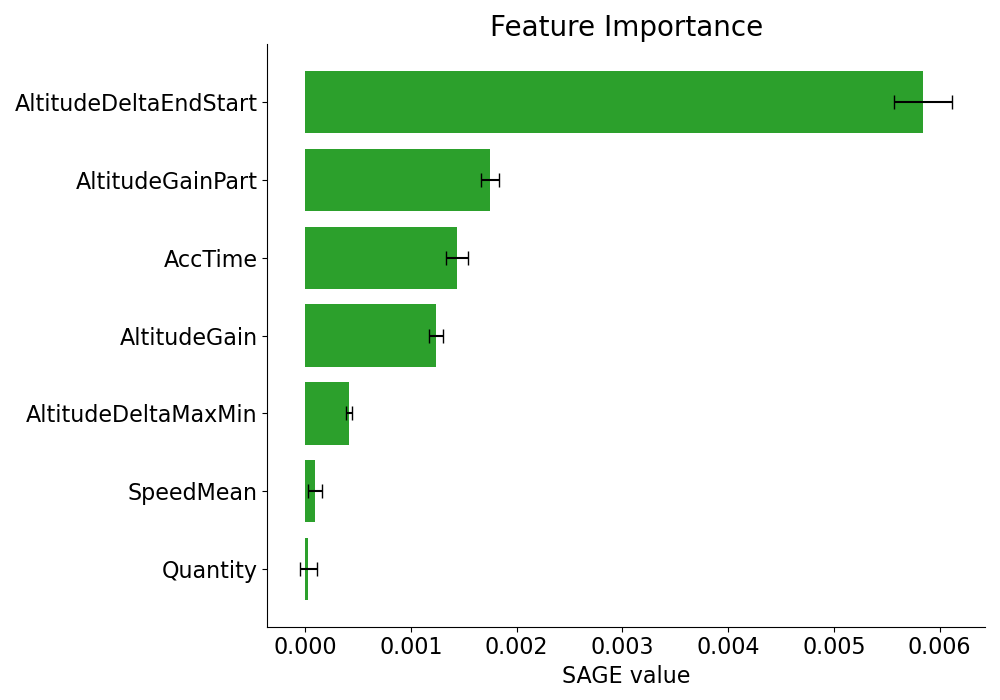 Feature Importance
AltitudeDeltaEndStart
AltitudeGainPart
AccTime
AltitudeGain
AltitudeDeltaMaxMin
SpeedMean
Quantity
0.000 0.001 0.002 0.003 0.004 0.005 0.006
SAGE value